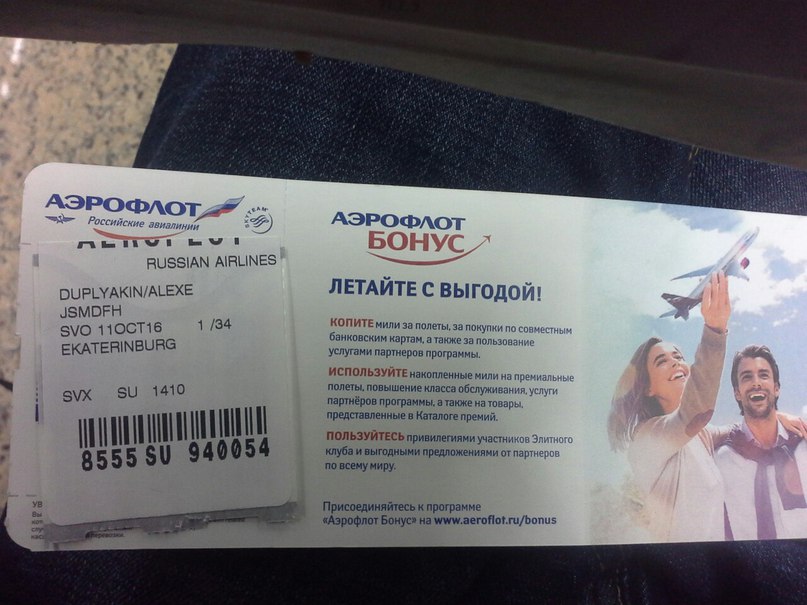 АЭРОФЛОТ
Российские авиалинии
SKYTEAM
AEROFLOT
RUSSIAN AIRLINES
DUPLYAKIN/ALEXE
JSMDFH
SVO 11OCT16 1 /34
EKATERINBURG
SVX SU 1410
8555 SU 940054
АЭРОФЛОТ
БОНУС
ЛЕТАЙТЕ С ВЫГОДОЙ!
КОПИТЕ мили за полеты, за покупки по совместным
банковским картам, а также за пользование
услугами партнеров программы.
ИСПОЛЬЗУЙТЕ накопленные мили на премиальные
полеты, повышение класса обслуживания, услуги
партнёров программы, а также на товары,
представленные в Каталоге премий.
ПОЛЬЗУЙТЕСЬ привилегиями участников Элитного
клуба и выгодными предложениями от партнеров
по всему миру.
Присоединяйтесь к программе
«Аэрофлот Бонус» на www.aeroflot.ru/bonus